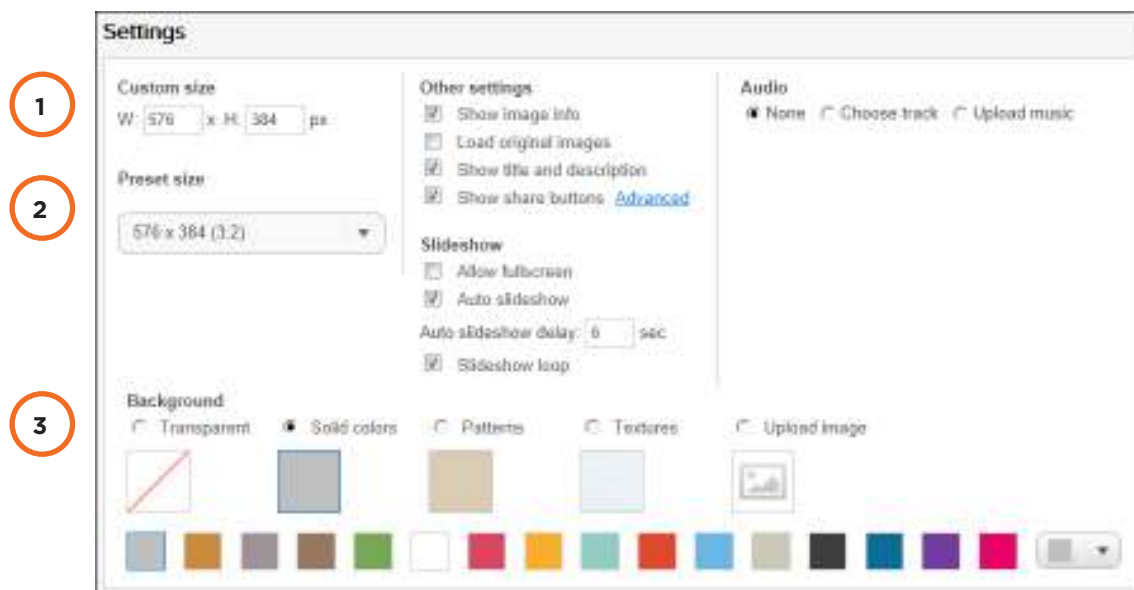 Settings
1
Custom size
W: 576 x H: 384 px
2
Preset size
576 x 384 (3:2)
Other settings
Show image info
Load original images
Show title and description
Show share buttons Advanced
Slideshow
Allow fullscreen
Auto slideshow
Auto slideshow delay: 6 sec
Slideshow loop
Audio
None Choose track Upload music
3
Background
Transparent Solid colors Patterns Textures Upload image